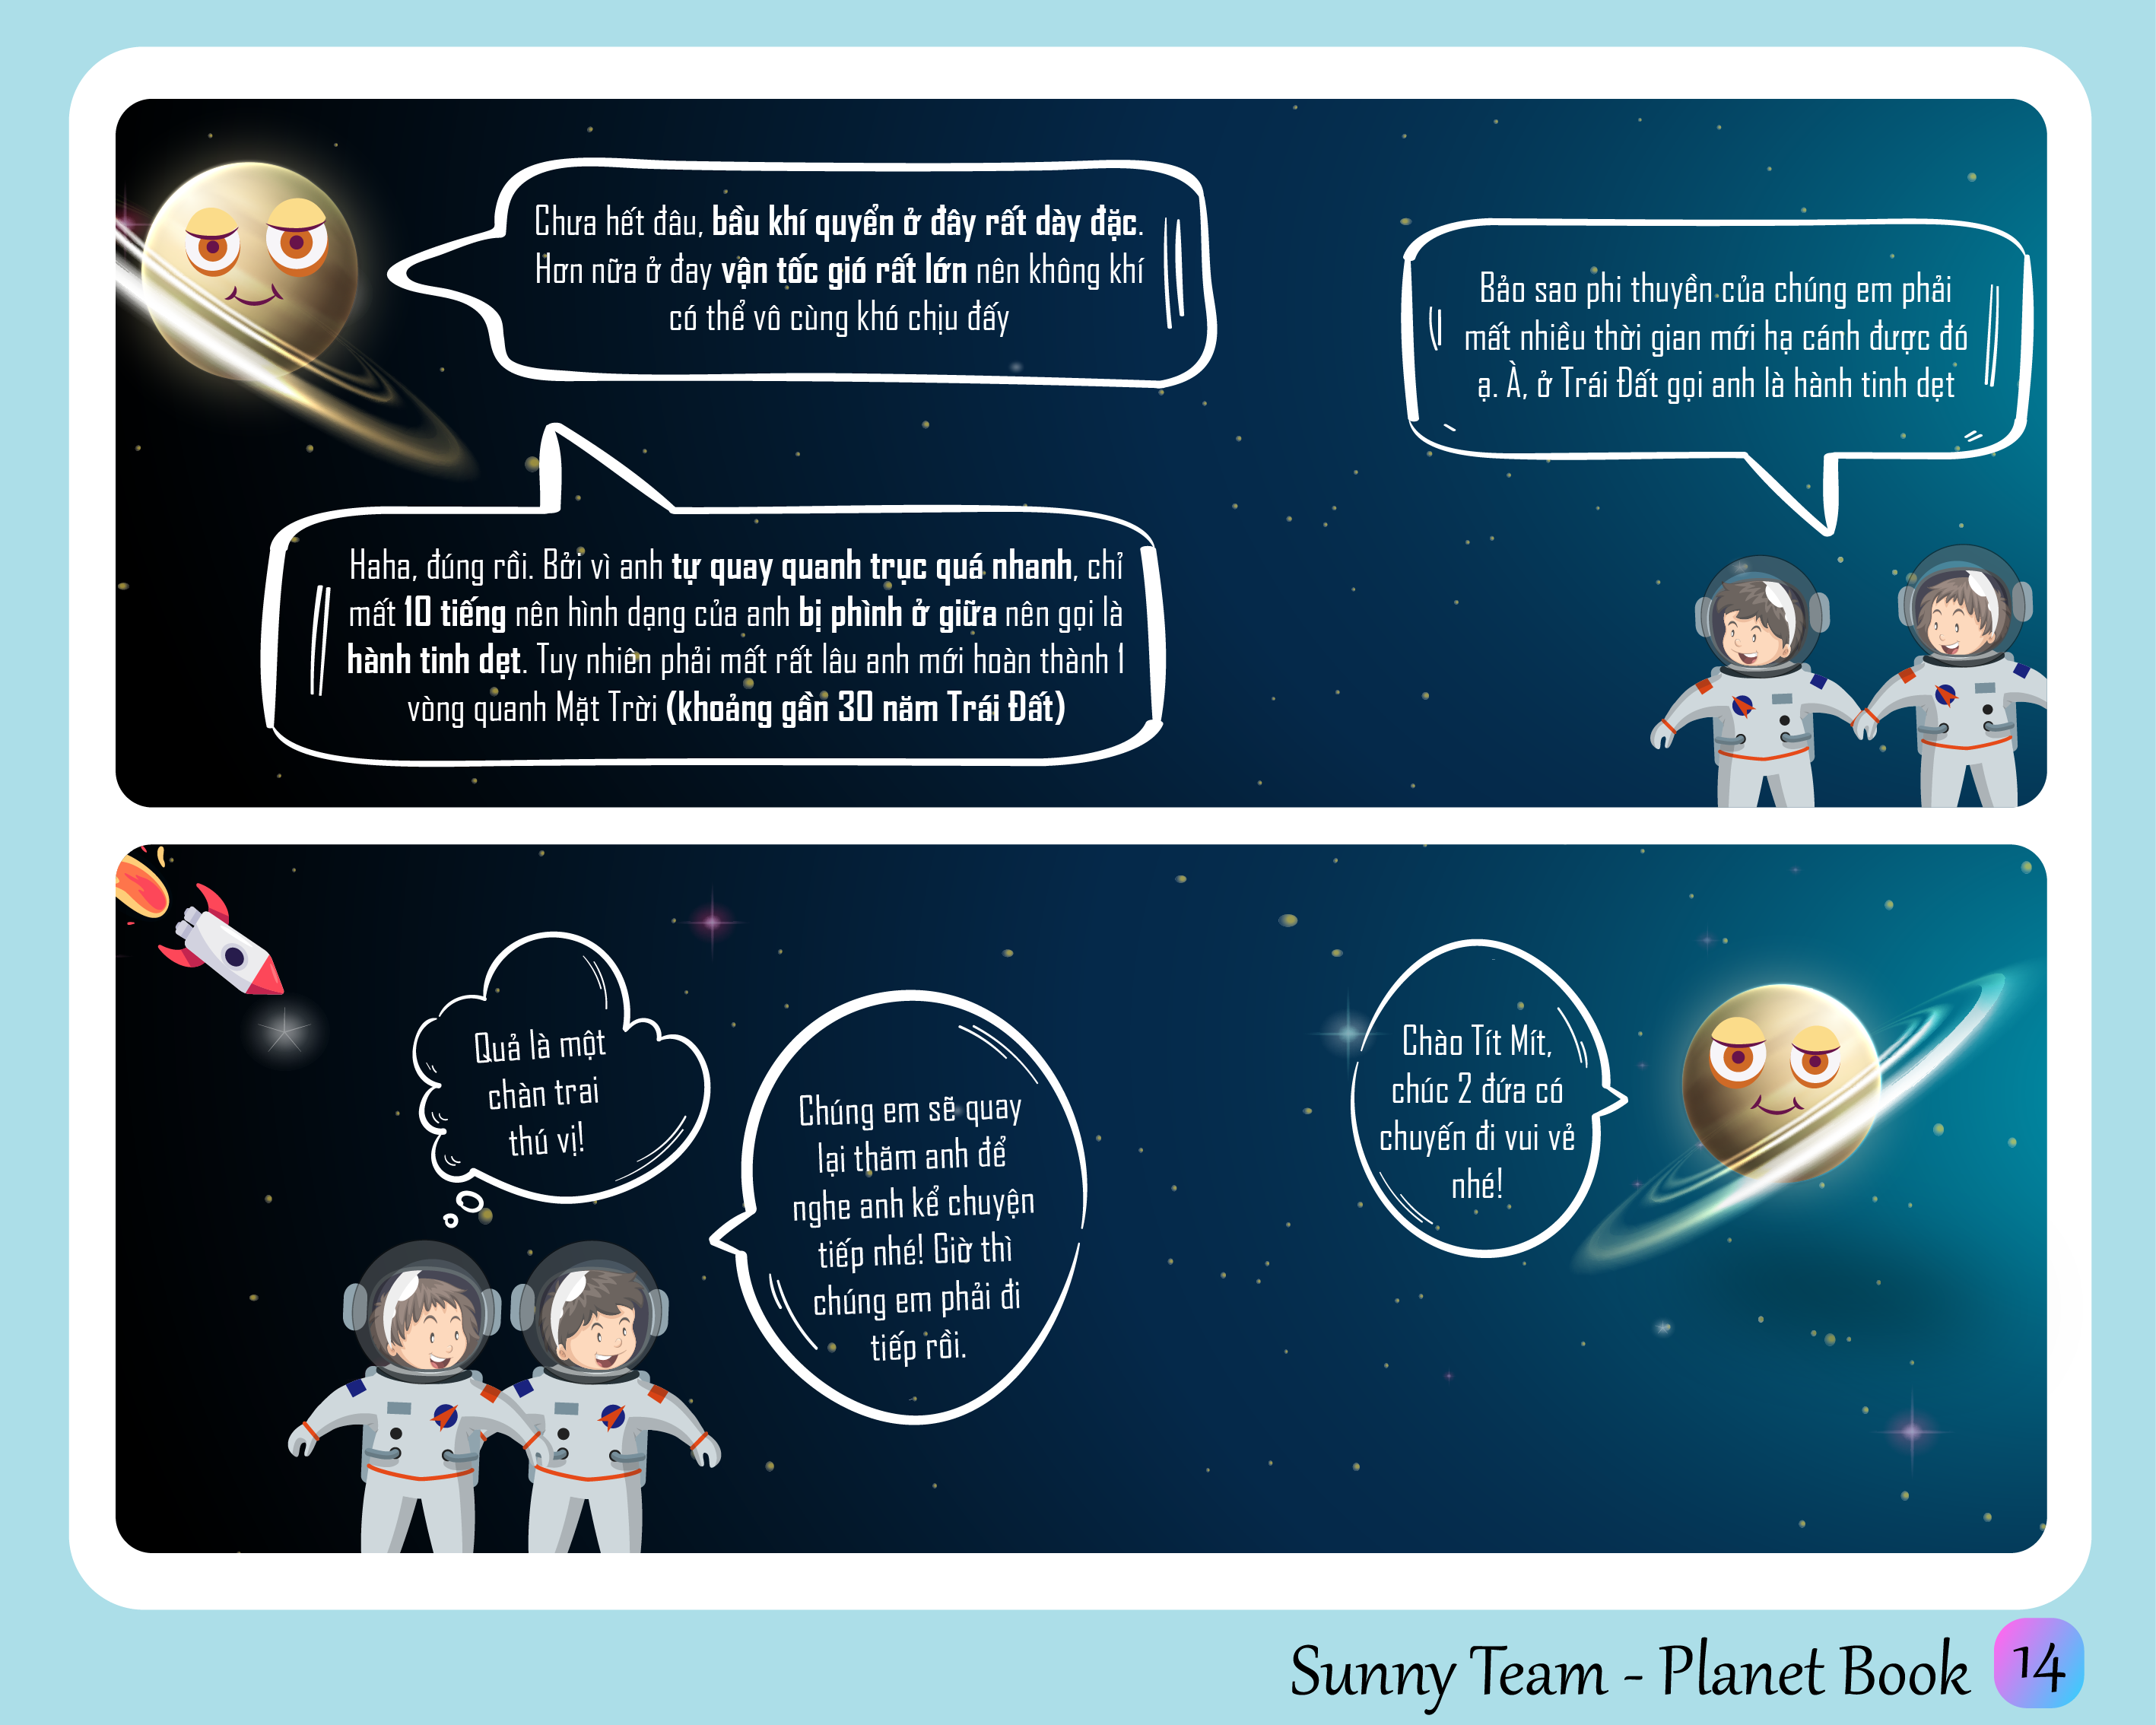 Chưa hết đâu, bầu khí quyển ở đây rất dày đặc.
Hơn nữa ở đay vận tốc gió rất lớn nên không khí
có thể vô cùng khó chịu đấy
Bảo sao phi thuyền của chúng em phải
mất nhiều thời gian mới hạ cánh được đó
ạ. À, ở Trái Đất gọi anh là hành tinh dẹt
Haha, đúng rồi. Bởi vì anh tự quay quanh trục quá nhanh, chỉ
mất 10 tiếng nên hình dạng của anh bị phình ở giữa nên gọi là
hành tinh dẹt. Tuy nhiên phải mất rất lâu anh mới hoàn thành 1
vòng quanh Mặt Trời (khoảng gần 30 năm Trái Đất)
Quả là một
chàn trai
thú vị!
Chúng em sẽ quay
lại thăm anh để
nghe anh kể chuyện
tiếp nhé! Giờ thì
chúng em phải đi
tiếp rồi.
Chào Tít Mít,
chúc 2 đứa có
chuyến đi vui vẻ
nhé!
Sunny Team - Planet Book 14